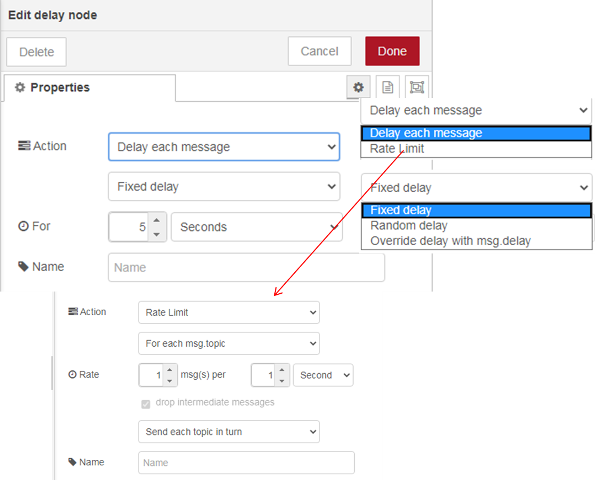 Edit delay node
Delete
Cancel
Done
Properties
Action
Delay each message
Fixed delay
For
5
Seconds
Name
Name
Delay each message
Delay each message
Rate Limit
Fixed delay
Fixed delay
Random delay
Override delay with msg.delay
Action
Rate Limit
For each msg.topic
Rate
1
msg(s) per
1
Second
drop intermediate messages
Send each topic in turn
Name
Name